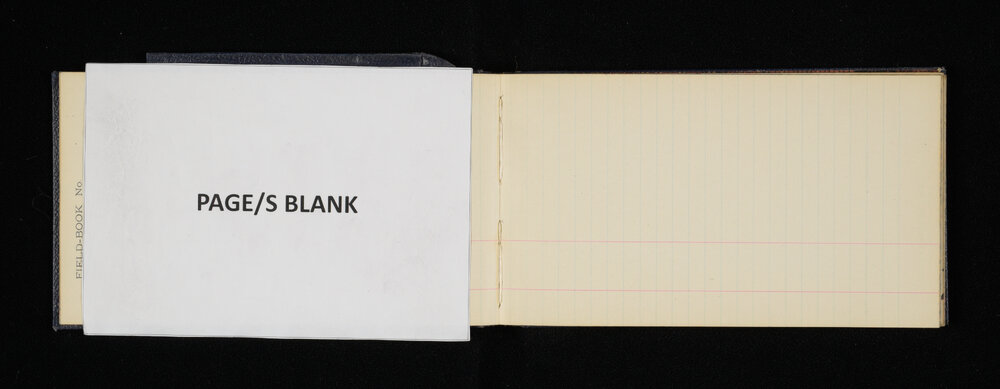 FIELD-BOOK No
PAGE/S BLANK